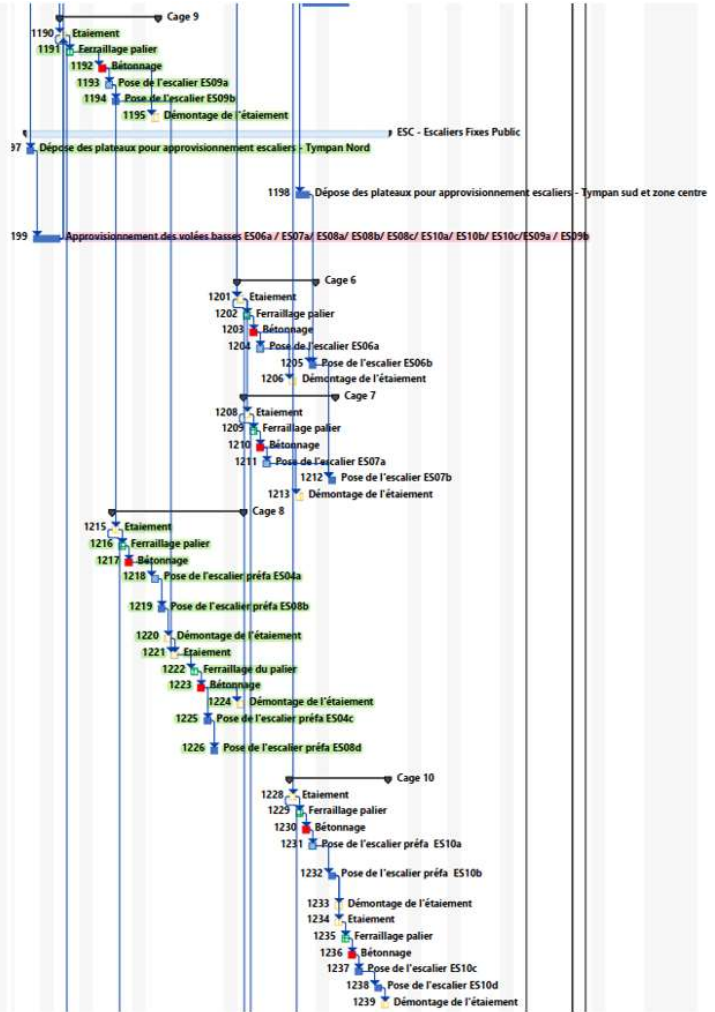 Cage 9
1190 Etaiement
1191 Ferraillage palier
1192 Bétonnage
1193 Pose de l'escalier ES09a
1194 Pose de l'escalier ES09b
1195 Démontage de l'étaiement
ESC - Escaliers Fixes Public
97 Dépose des plateaux pour approvisionnement escaliers - Tympan Nord
1198 Dépose des plateaux pour approvisionnement escaliers - Tympan sud et zone centre
199 Approvisionnement des volées basses ES06a / ES07a/ ES08a/ ES08b/ ES08c/ ES10a/ ES10b/ ES10c/ES09a / ES09b
Cage 6
1201 Etaiement
1202 Ferraillage palier
1203 Bétonnage
1204 Pose de l'escalier ES06a
1205 Pose de l'escalier ES06b
1206 Démontage de l'étaiement
Cage 7
1208 Etaiement
1209 Ferraillage palier
1210 Bétonnage
1211 Pose de l'escalier ES07a
1212 Pose de l'escalier ES07b
1213 Démontage de l'étaiement
Cage 8
1215 Etaiement
1216 Ferraillage palier
1217 Bétonnage
1218 Pose de l'escalier préfa ES04a
1219 Pose de l'escalier préfa ES08b
1220 Démontage de l'étaiement
1221 Etaiement
1222 Ferraillage du palier
1223 Bétonnage
1224 Démontage de l'étaiement
1225 Pose de l'escalier préfa ES04c
1226 Pose de l'escalier préfa ES08d
Cage 10
1228 Etaiement
1229 Ferraillage palier
1230 Bétonnage
1231 Pose de l'escalier préfa ES10a
1232 Pose de l'escalier préfa ES10b
1233 Démontage de l'étaiement
1234 Etaiement
1235 Ferraillage palier
1236 Bétonnage
1237 Pose de l'escalier ES10c
1238 Pose de l'escalier ES10d
1239 Démontage de l'étaiement